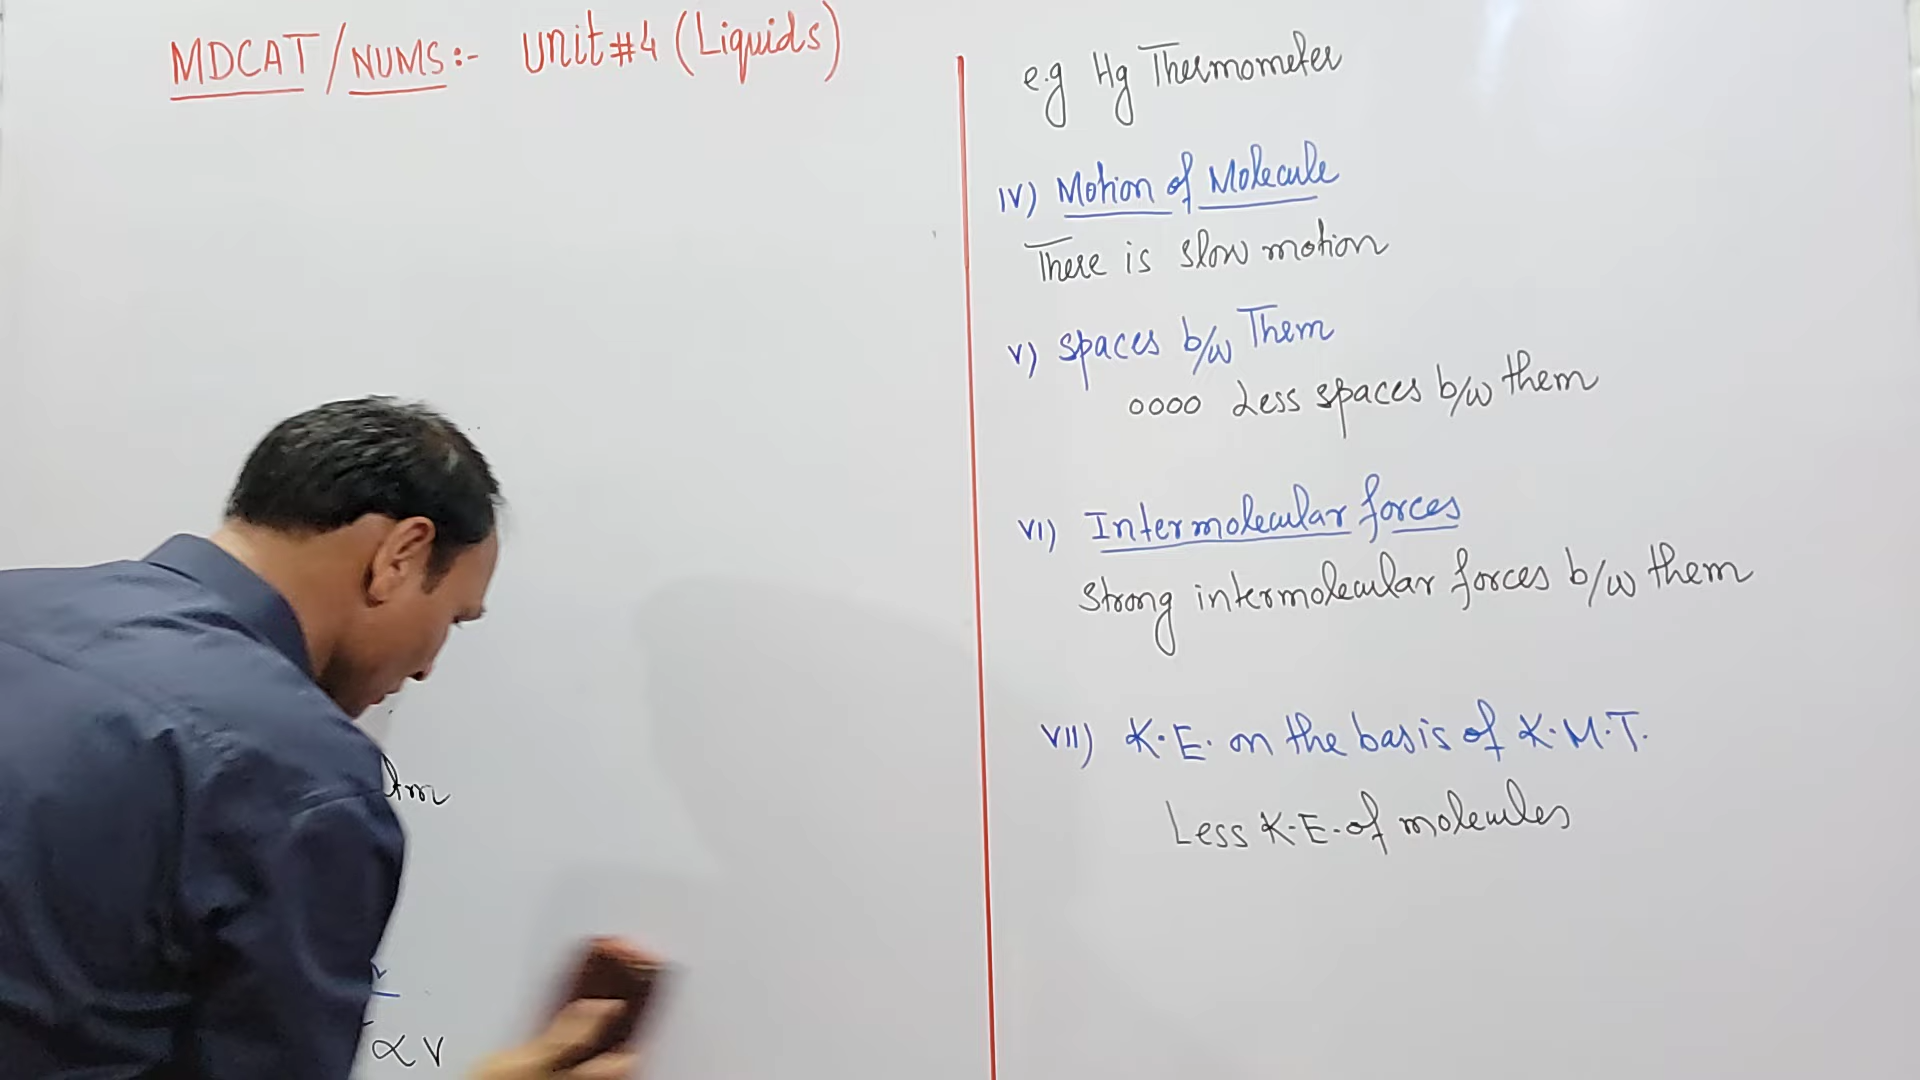 MDCAT/NUMS:- Unit#4 (Liquids)
∝ V
e.g Hg Thermometer
IV) Motion of Molecule
There is slow motion
V) spaces b/w Them
oooo Less spaces b/w them
VI) Intermolecular forces
Strong intermolecular forces b/w them
VII) K.E. on the basis of K.M.T.
Less K.E. of molecules